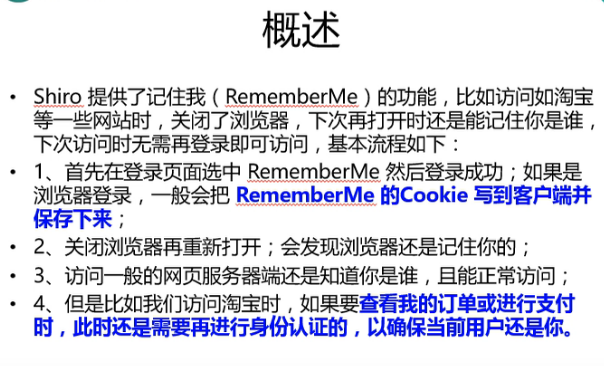 概述
• Shiro 提供了记住我（RememberMe）的功能，比如访问如淘宝
等一些网站时，关闭了浏览器，下次再打开时还是能记住你是谁，
下次访问时无需再登录即可访问，基本流程如下：
• 1、首先在登录页面选中 RememberMe 然后登录成功；如果是
浏览器登录，一般会把 RememberMe 的Cookie 写到客户端并
保存下来；
• 2、关闭浏览器再重新打开；会发现浏览器还是记住你的；
• 3、访问一般的网页服务器端还是知道你是谁，且能正常访问；
• 4、但是比如我们访问淘宝时，如果要查看我的订单或进行支付
时，此时还是需要再进行身份认证的，以确保当前用户还是你。